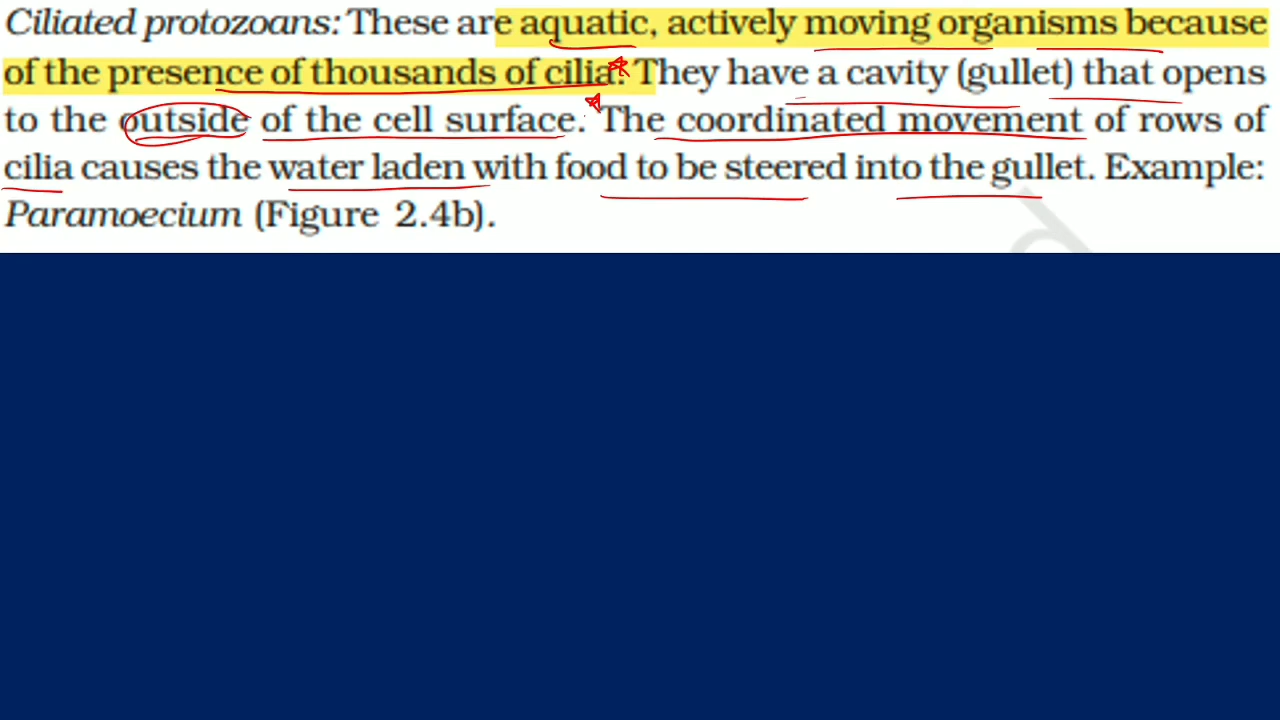 Ciliated protozoans: These are aquatic, actively moving organisms because
of the presence of thousands of cilia. They have a cavity (gullet) that opens
to the outside of the cell surface. The coordinated movement of rows of
cilia causes the water laden with food to be steered into the gullet. Example:
Paramoecium (Figure 2.4b).